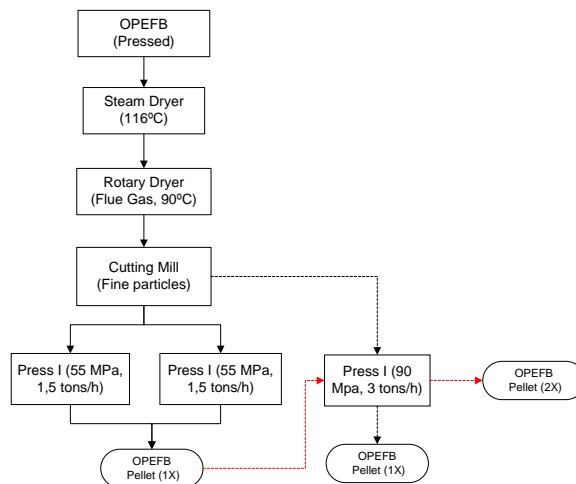 OPEFB
(Pressed)
Steam Dryer
(116ºC)
Rotary Dryer
(Flue Gas, 90ºC)
Cutting Mill
(Fine particles)
Press I (55 MPa,
1,5 tons/h)
Press I (55 MPa,
1,5 tons/h)
Press I (90
Mpa, 3 tons/h)
OPEFB
Pellet (2X)
OPEFB
Pellet (1X)
OPEFB
Pellet (1X)